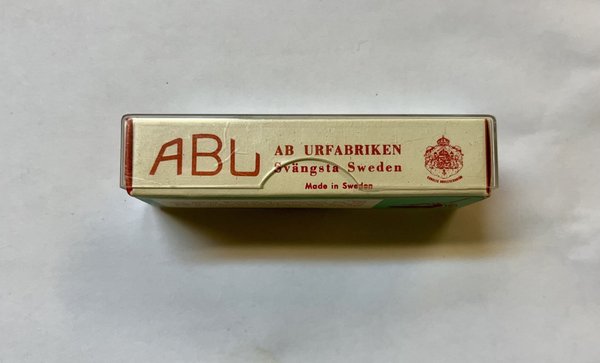 ABU
AB URFABRIKEN
Svängsta Sweden
Made in Sweden